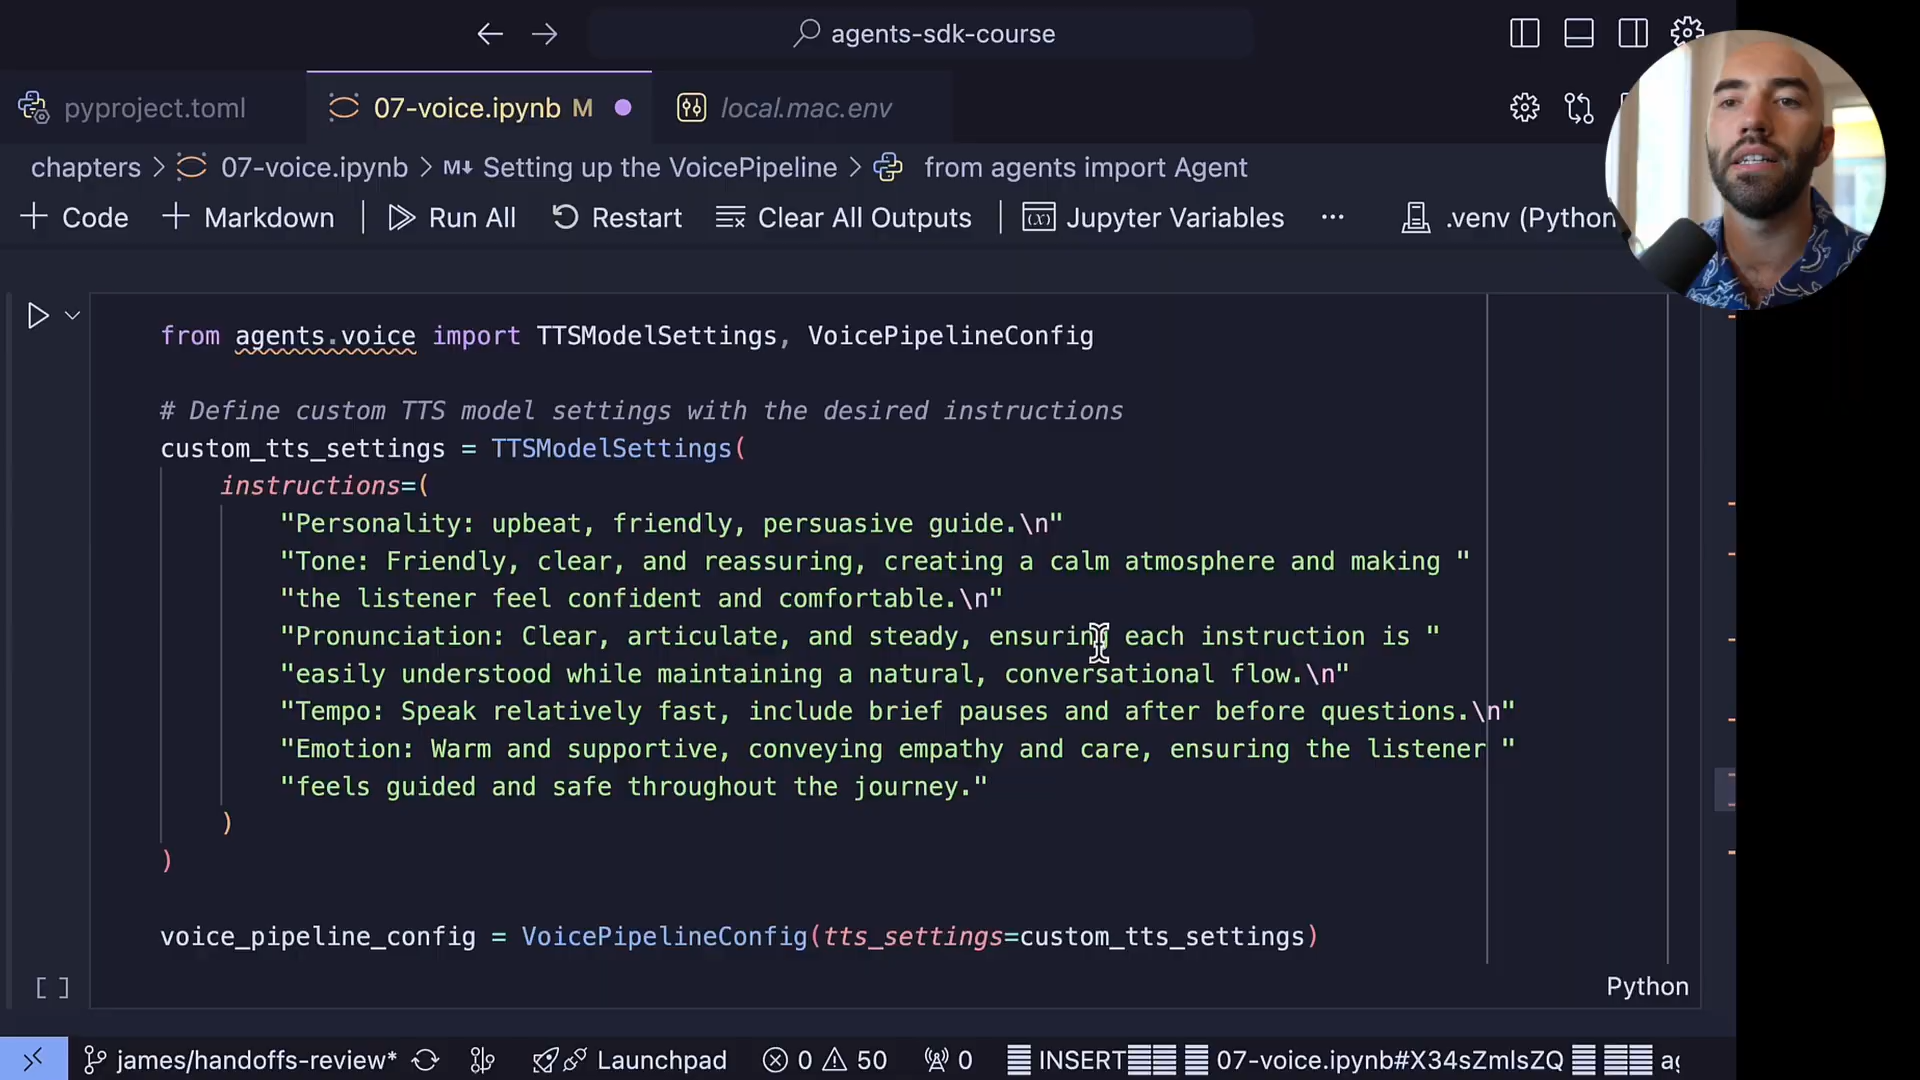 agents-sdk-course
pyproject.toml
07-voice.ipynb M
local.mac.env
chapters > 07-voice.ipynb > M↓ Setting up the VoicePipeline > from agents import Agent
+ Code + Markdown | Run All Restart Clear All Outputs | (x) Jupyter Variables ··· .venv (Python
from agents.voice import TTSModelSettings, VoicePipelineConfig
# Define custom TTS model settings with the desired instructions
custom_tts_settings = TTSModelSettings(
instructions=(
"Personality: upbeat, friendly, persuasive guide.\n"
"Tone: Friendly, clear, and reassuring, creating a calm atmosphere and making "
"the listener feel confident and comfortable.\n"
"Pronunciation: Clear, articulate, and steady, ensuring each instruction is "
"easily understood while maintaining a natural, conversational flow.\n"
"Tempo: Speak relatively fast, include brief pauses and after before questions.\n"
"Emotion: Warm and supportive, conveying empathy and care, ensuring the listener "
"feels guided and safe throughout the journey."
)
)
voice_pipeline_config = VoicePipelineConfig(tts_settings=custom_tts_settings)
[ ]
Python
james/handoffs-review* Launchpad 0 50 0 INSERT 07-voice.ipynb#X34sZmlsZQ